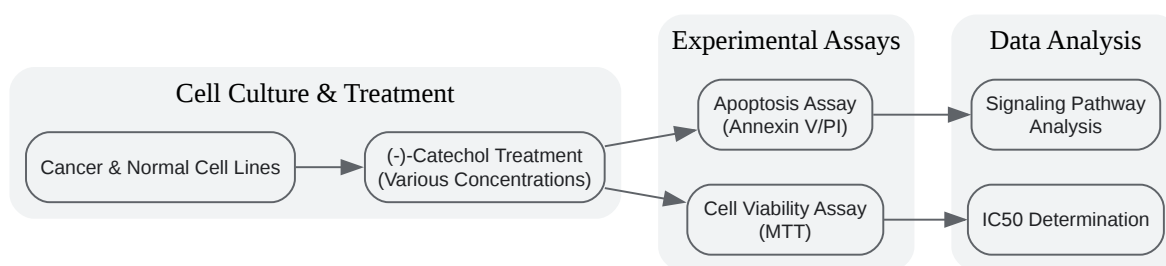 Cell Culture & Treatment
Cancer & Normal Cell Lines
(-)-Catechol Treatment
(Various Concentrations)
Experimental Assays
Apoptosis Assay
(Annexin V/PI)
Cell Viability Assay
(MTT)
Data Analysis
Signaling Pathway
Analysis
IC50 Determination